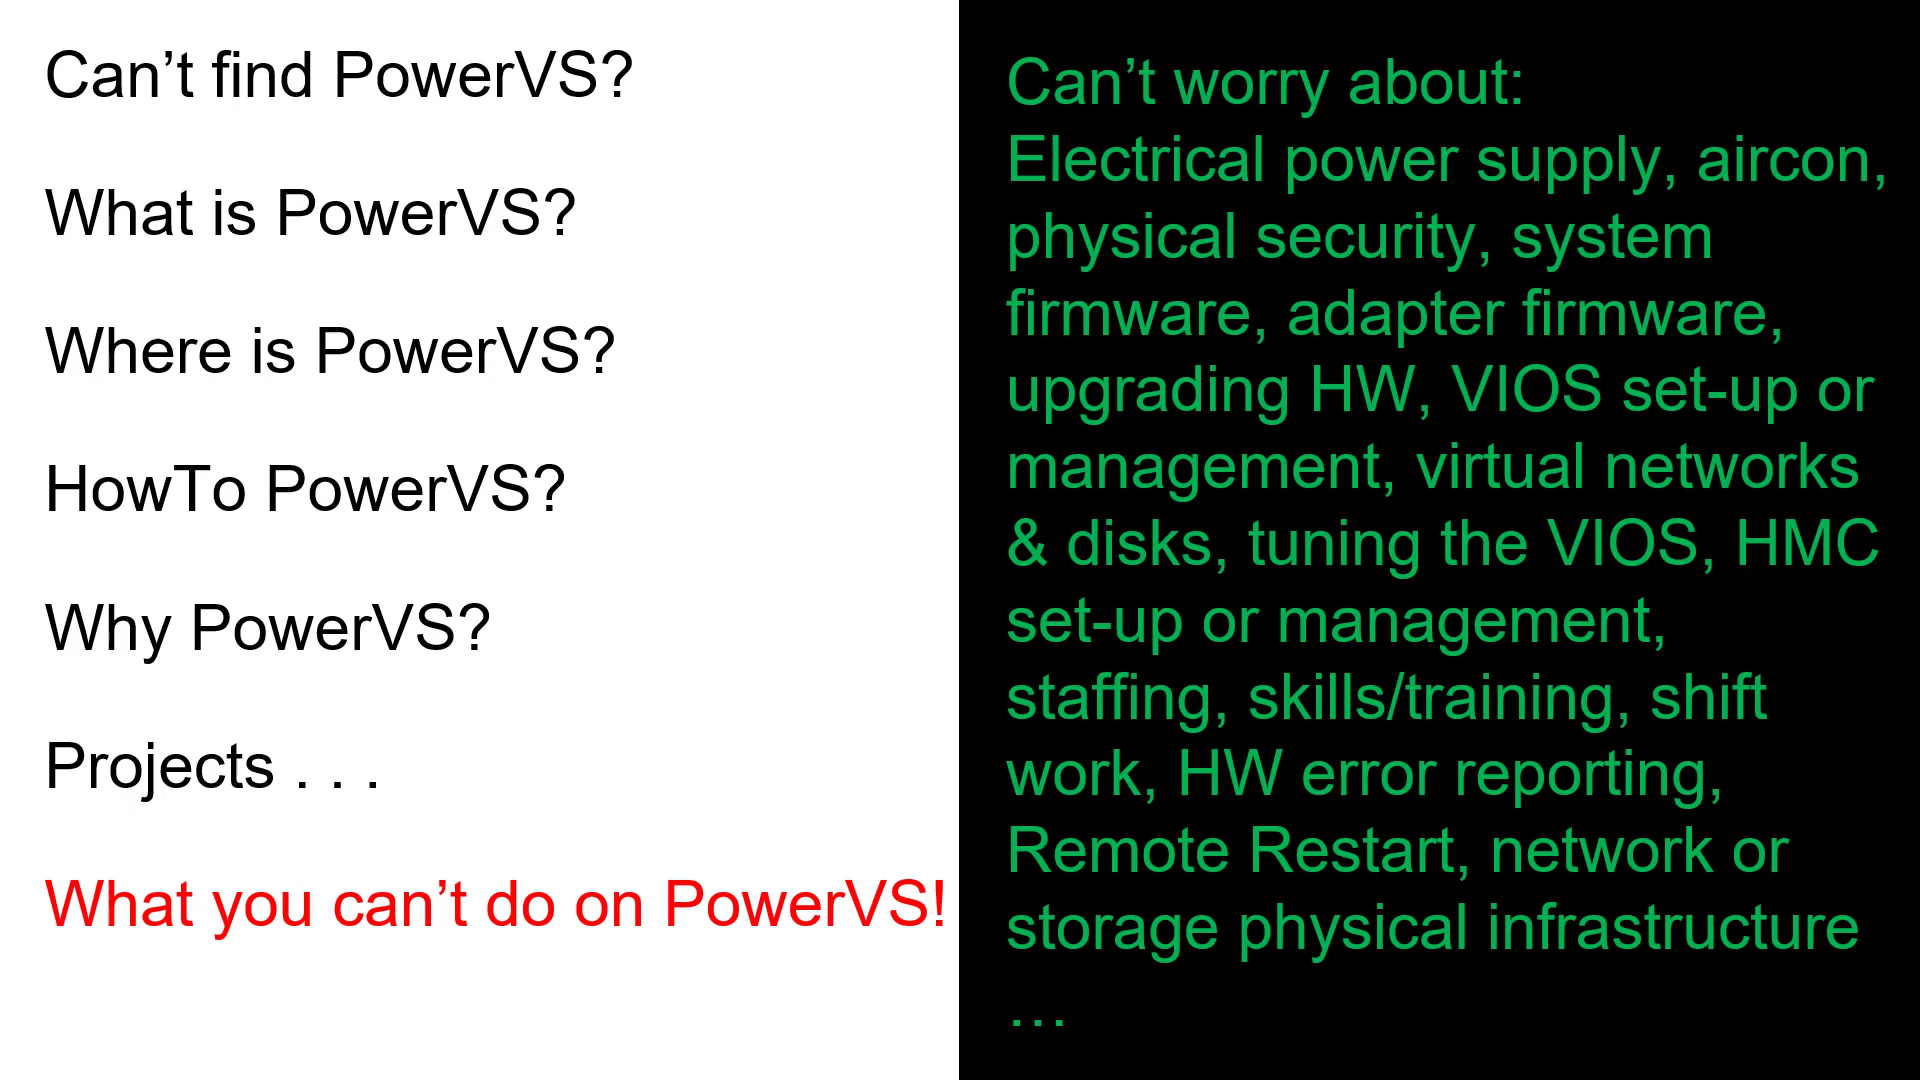 Can’t find PowerVS?
What is PowerVS?
Where is PowerVS?
HowTo PowerVS?
Why PowerVS?
Projects . . .
What you can’t do on PowerVS!
Can’t worry about:
Electrical power supply, aircon,
physical security, system
firmware, adapter firmware,
upgrading HW, VIOS set-up or
management, virtual networks
& disks, tuning the VIOS, HMC
set-up or management,
staffing, skills/training, shift
work, HW error reporting,
Remote Restart, network or
storage physical infrastructure
…